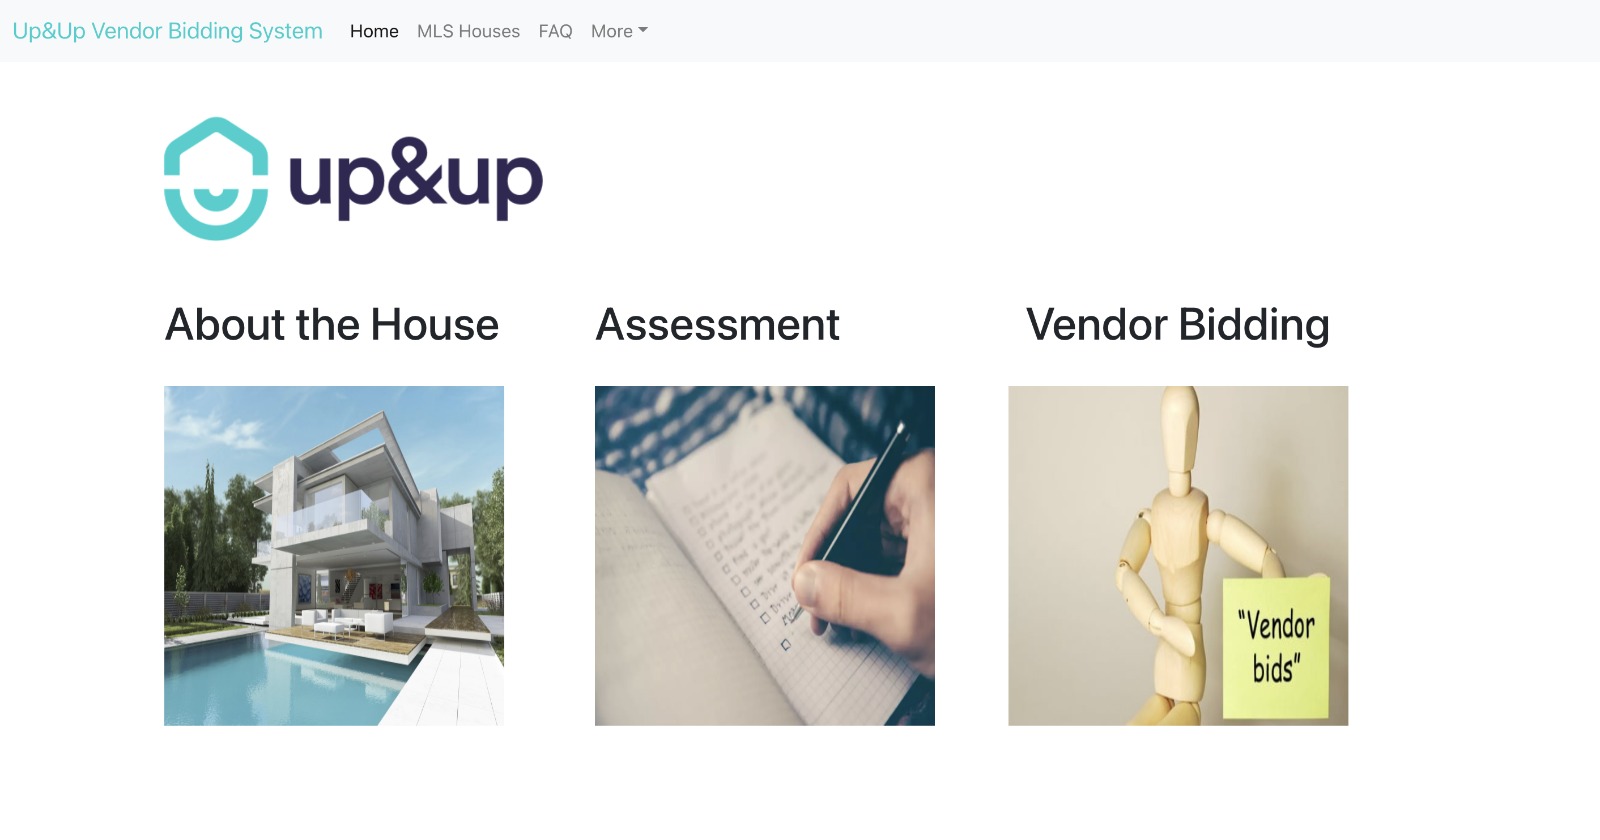 Up&Up Vendor Bidding System Home MLS Houses FAQ More
up&up
About the House Assessment Vendor Bidding
"Vendor
bids"